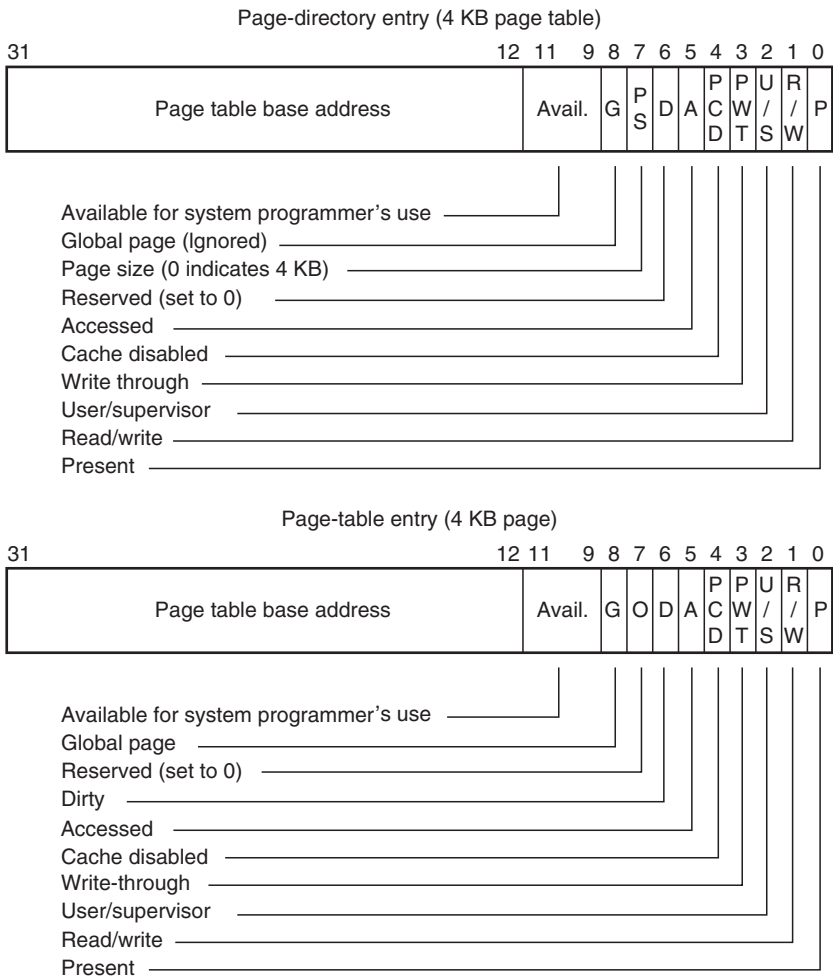 Page-directory entry (4 KB page table)
31 12 11 9 8 7 6 5 4 3 2 1 0
Page table base address Avail. G PS D A PCD PWT U/S R/W P
Available for system programmer's use
Global page (Ignored)
Page size (0 indicates 4 KB)
Reserved (set to 0)
Accessed
Cache disabled
Write through
User/supervisor
Read/write
Present
Page-table entry (4 KB page)
31 12 11 9 8 7 6 5 4 3 2 1 0
Page table base address Avail. G O D A PCD PWT U/S R/W P
Available for system programmer's use
Global page
Reserved (set to 0)
Dirty
Accessed
Cache disabled
Write-through
User/supervisor
Read/write
Present